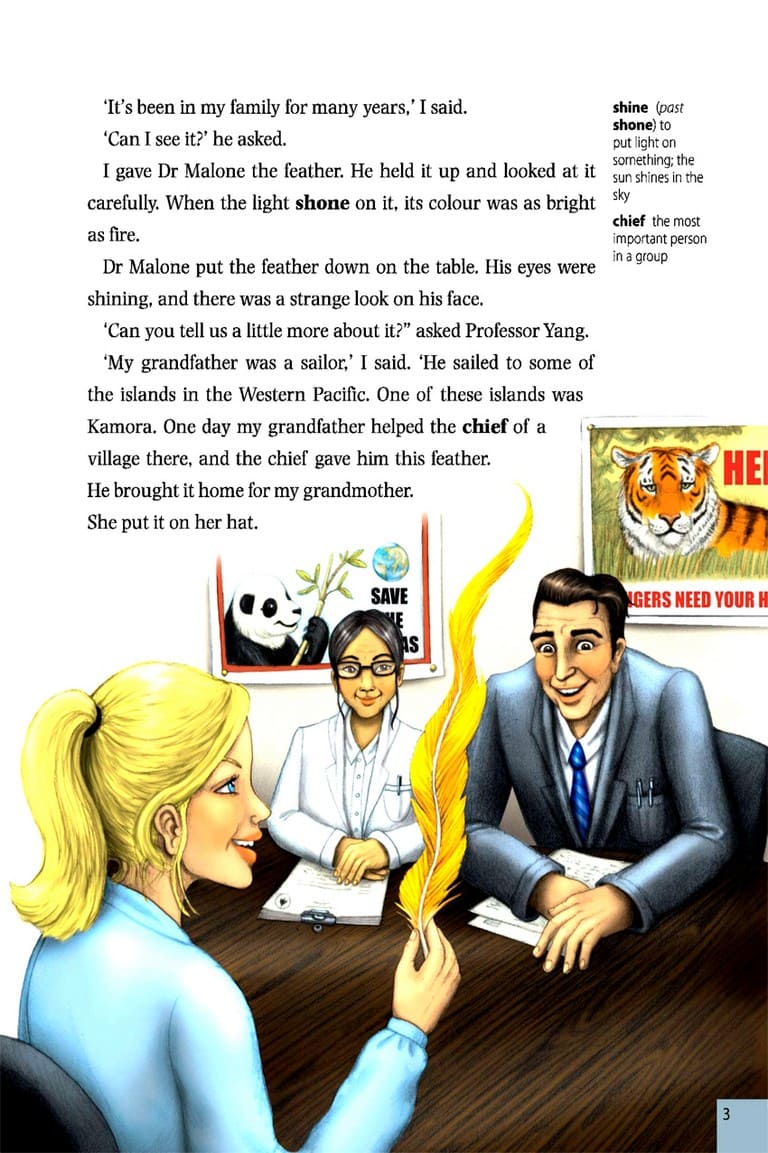 ‘It’s been in my family for many years,’ I said.
‘Can I see it?’ he asked.
I gave Dr Malone the feather. He held it up and looked at it
carefully. When the light shone on it, its colour was as bright
as fire.
Dr Malone put the feather down on the table. His eyes were
shining, and there was a strange look on his face.
‘Can you tell us a little more about it?” asked Professor Yang.
‘My grandfather was a sailor,’ I said. ‘He sailed to some of
the islands in the Western Pacific. One of these islands was
Kamora. One day my grandfather helped the chief of a
village there, and the chief gave him this feather.
He brought it home for my grandmother.
She put it on her hat.
shine (past
shone) to
put light on
something; the
sun shines in the
sky
chief the most
important person
in a group
HE
GERS NEED YOUR H
SAVE
HE
AS
3